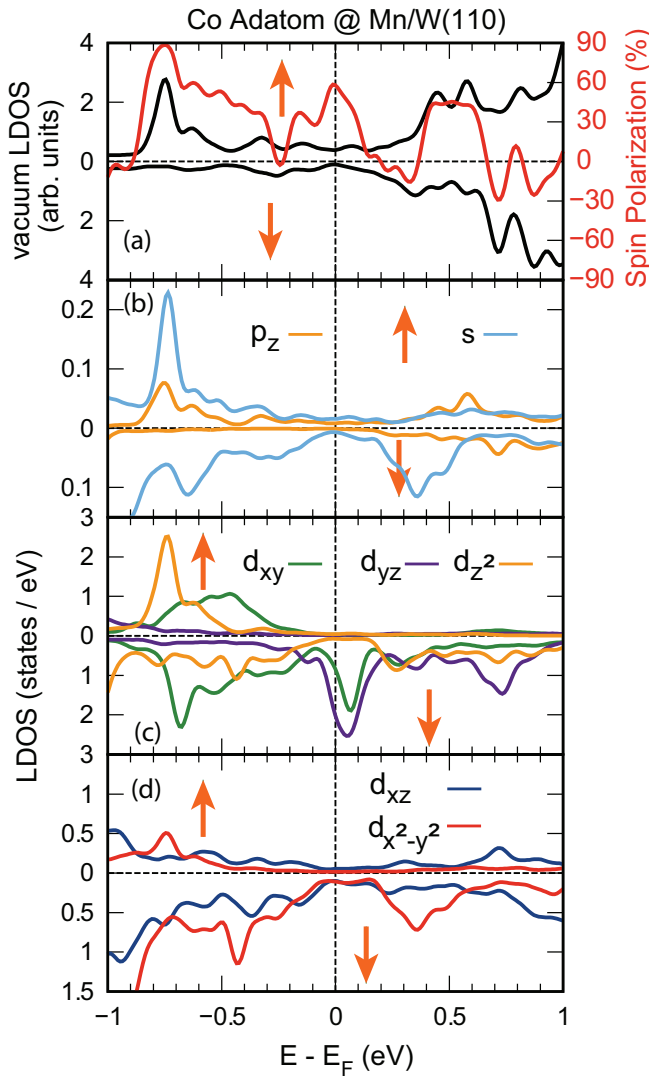 Co Adatom @ Mn/W(110)
4
2
0
2
4
vacuum LDOS
(arb. units)
90
60
30
0
−30
−60
−90
Spin Polarization (%)
(a)
(b)
0.2
0.1
0
0.1
p_z
s
3
2
1
0
1
2
3
d_xy
d_yz
d_z²
(c)
LDOS (states / eV)
(d)
1
0.5
0
0.5
1
1.5
d_xz
d_x²-y²
−1
−0.5
0
0.5
1
E - E_F (eV)